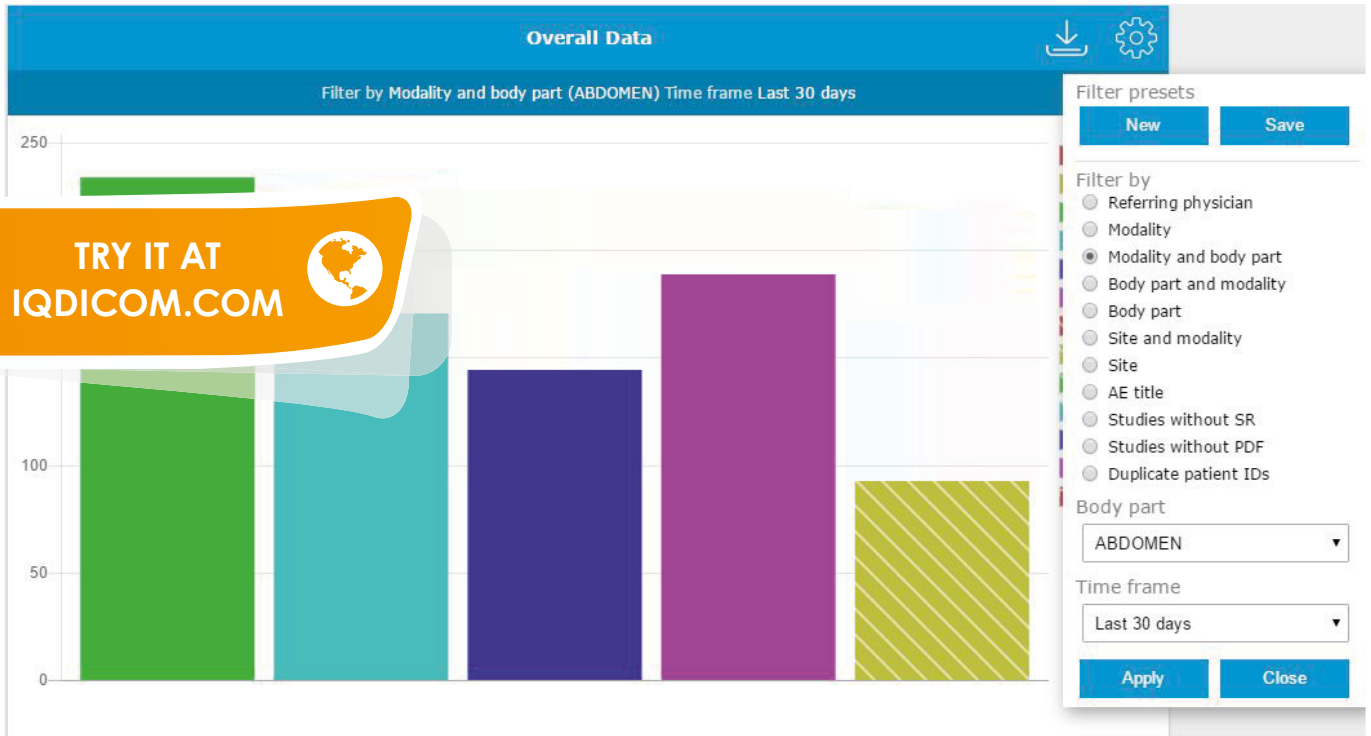 Overall Data
Filter by Modality and body part (ABDOMEN) Time frame Last 30 days
250
100
50
0
TRY IT AT
IQDICOM.COM
Filter presets
New
Save
Filter by
Referring physician
Modality
Modality and body part
Body part and modality
Body part
Site and modality
Site
AE title
Studies without SR
Studies without PDF
Duplicate patient IDs
Body part
ABDOMEN
Time frame
Last 30 days
Apply
Close